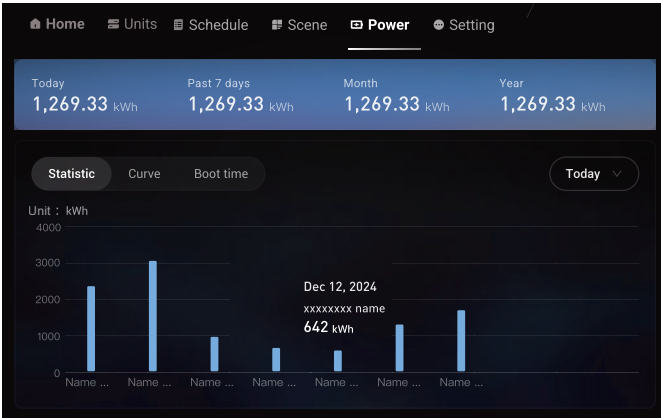 Home Units Schedule Scene Power Setting
Today Past 7 days Month Year
1,269.33 kWh 1,269.33 kWh 1,269.33 kWh 1,269.33 kWh
Statistic Curve Boot time Today
Unit : kWh
4000
3000
Dec 12, 2024
2000
xxxxxxxx name
642 kWh
1000
0
Name ... Name ... Name ... Name ... Name ... Name ... Name ...